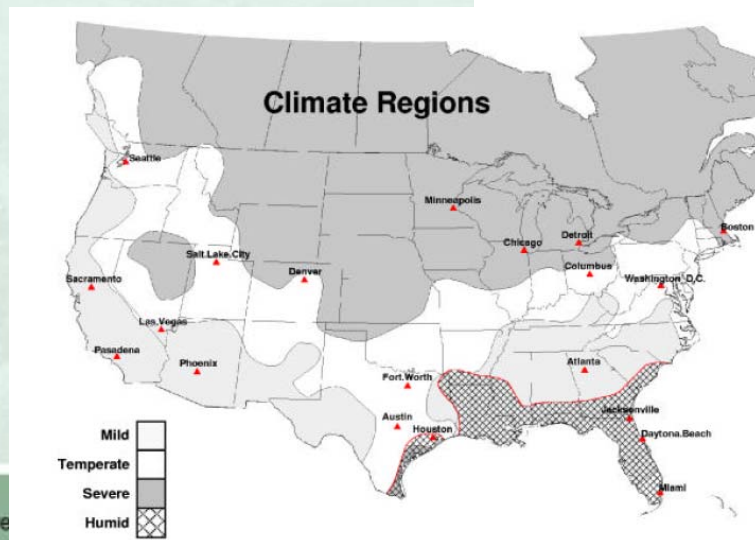 Climate Regions
Seattle
Minneapolis
Boston
Detroit
Chicago
Salt.Lake.City
Columbus
Denver
Washington D.C.
Sacramento
Las.Vegas
Pasadena
Phoenix
Atlanta
Fort.Worth
Jacksonville
Austin
Houston
Daytona.Beach
Miami
Mild
Temperate
Severe
Humid